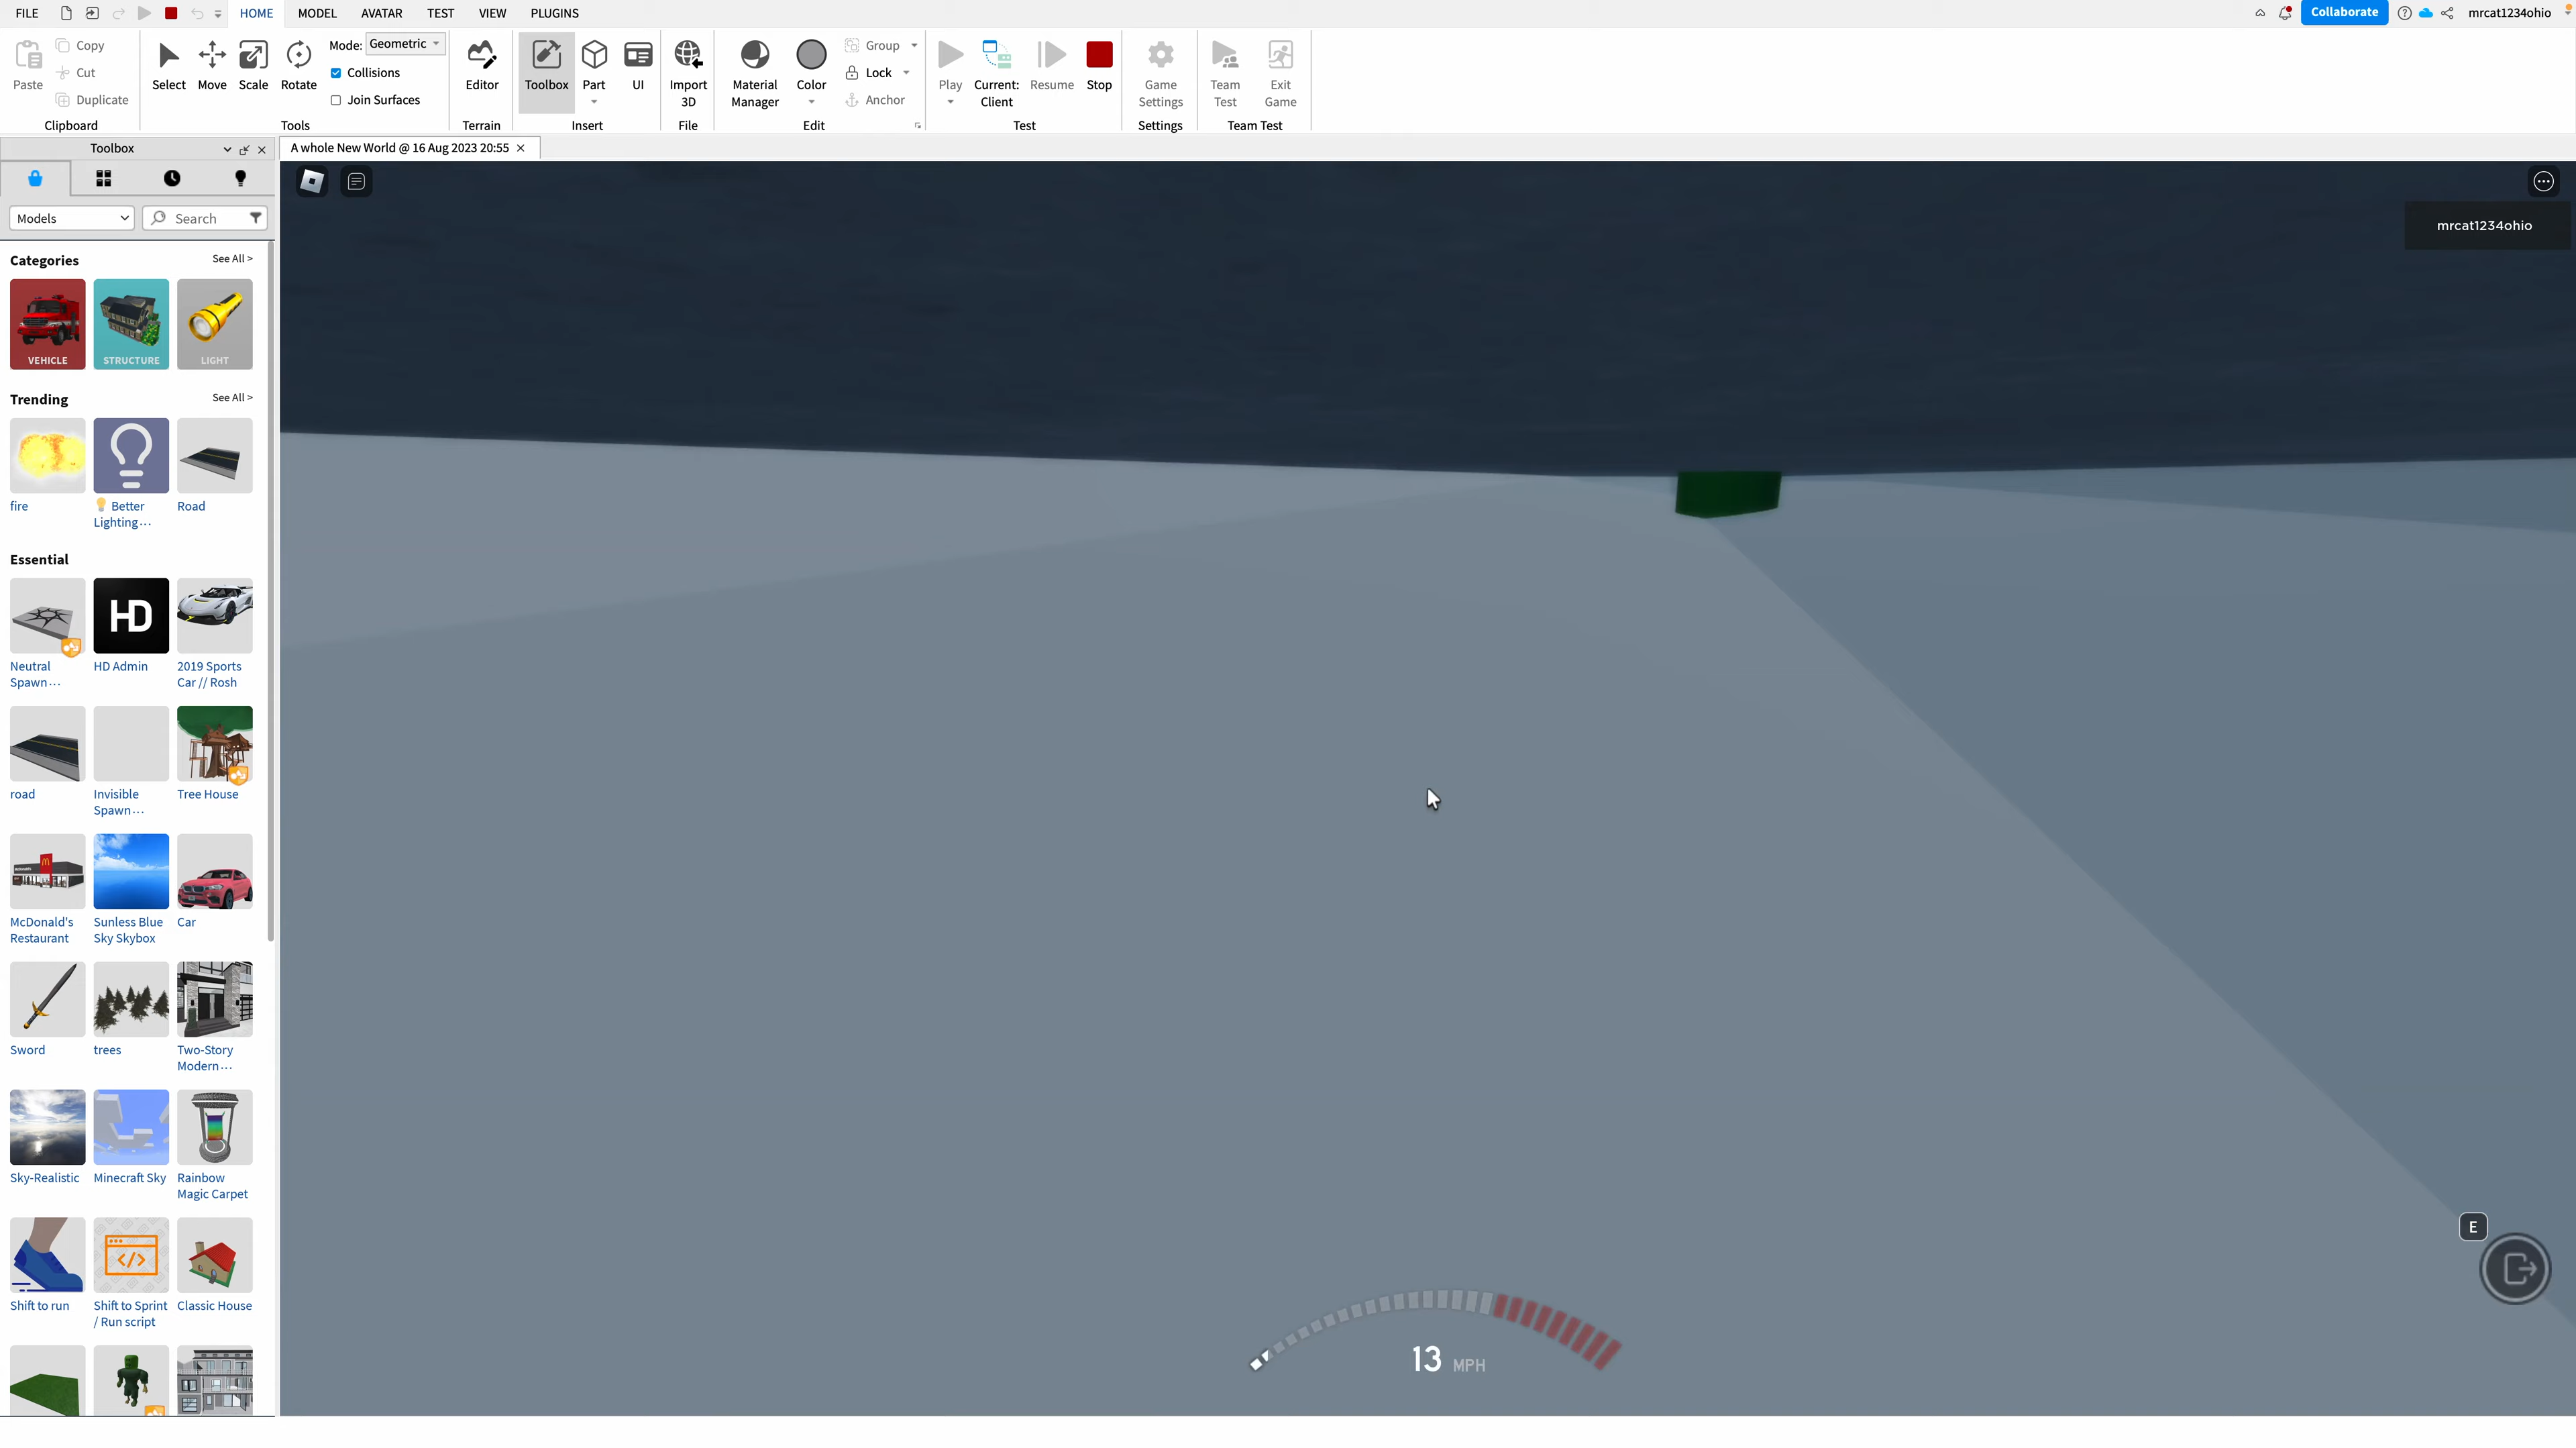 FILE HOME MODEL AVATAR TEST VIEW PLUGINS Collaborate mrcat1234ohio
Paste Copy Cut Duplicate
Clipboard
Select Move Scale Rotate
Mode: Geometric
Collisions
Join Surfaces
Tools
Editor
Terrain
Toolbox Part UI
Insert
Import
3D
File
Material
Manager
Color
Group
Lock
Anchor
Edit
Play
Current:
Client
Resume
Stop
Test
Game
Settings
Settings
Team
Test
Exit
Game
Team Test
Toolbox
A whole New World @ 16 Aug 2023 20:55
Models
Search
mrcat1234ohio
Categories See All >
VEHICLE STRUCTURE LIGHT
Trending See All >
fire
Better
Lighting...
Road
Essential
HD
Neutral
Spawn...
HD Admin
2019 Sports
Car // Rosh
road
Invisible
Spawn...
Tree House
McDonald's
Restaurant
Sunless Blue
Sky Skybox
Car
Sword
trees
Two-Story
Modern...
Sky-Realistic
Minecraft Sky
Rainbow
Magic Carpet
Shift to run
Shift to Sprint
/ Run script
Classic House
E
13 MPH